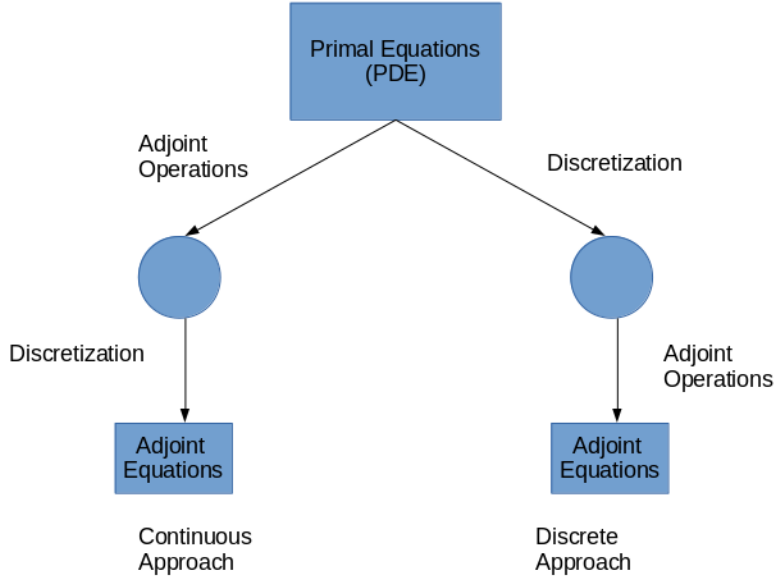 Primal Equations
(PDE)
Adjoint
Operations
Discretization
Discretization
Adjoint
Operations
Adjoint
Equations
Adjoint
Equations
Continuous
Approach
Discrete
Approach